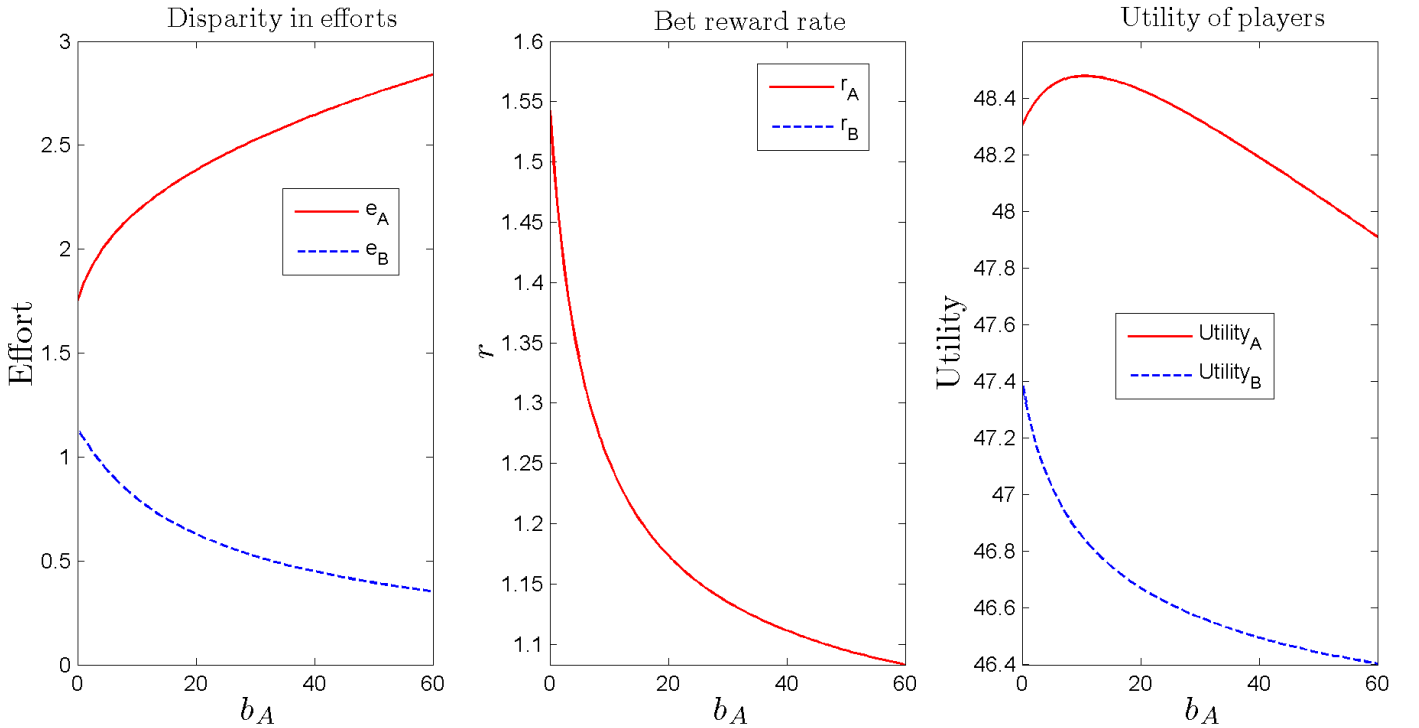 Disparity in efforts
3
2.5
2
1.5
1
0.5
0
0
20
40
60
Effort
b_A
e_A
e_B
Bet reward rate
1.6
1.55
1.5
1.45
1.4
1.35
1.3
1.25
1.2
1.15
1.1
0
20
40
60
r
b_A
r_A
r_B
Utility of players
48.4
48.2
48
47.8
47.6
47.4
47.2
47
46.8
46.6
46.4
0
20
40
60
Utility
b_A
Utility_A
Utility_B